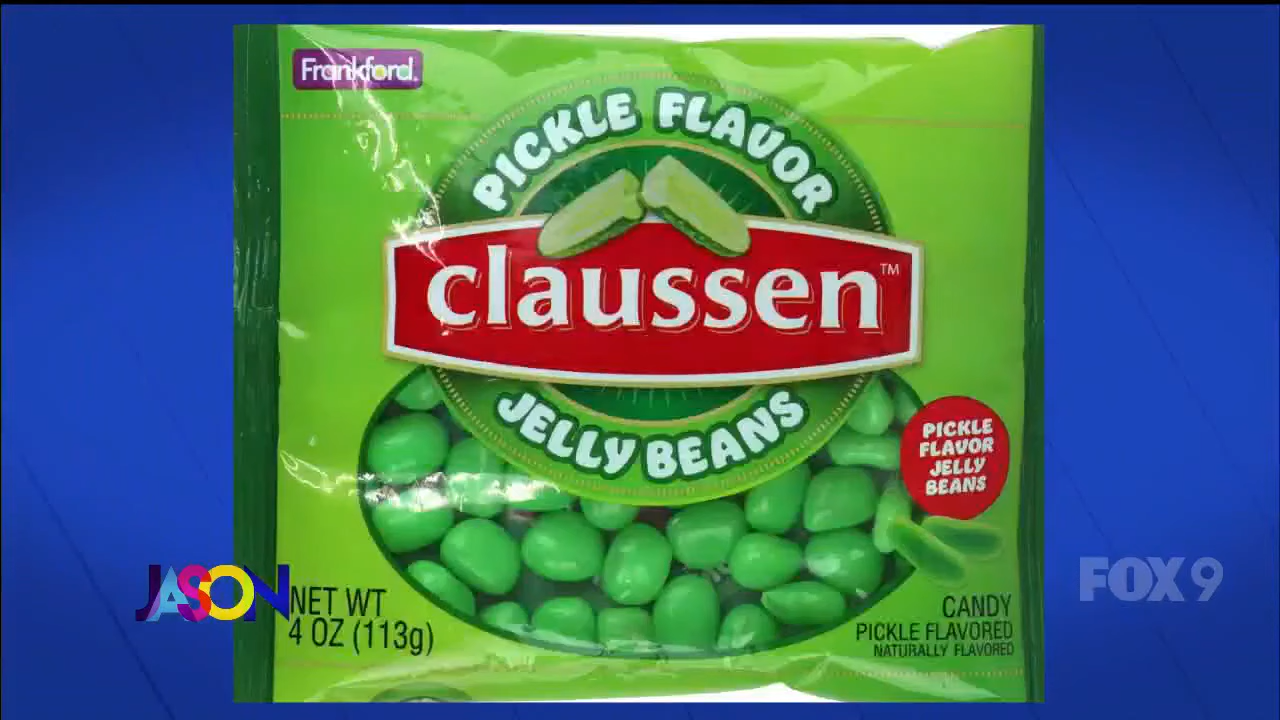 Frankford.
PICKLE FLAVOR
claussen™
JELLY BEANS
PICKLE
FLAVOR
JELLY
BEANS
JASON
NET WT
4 OZ (113g)
FOX 9
CANDY
PICKLE FLAVORED
NATURALLY FLAVORED